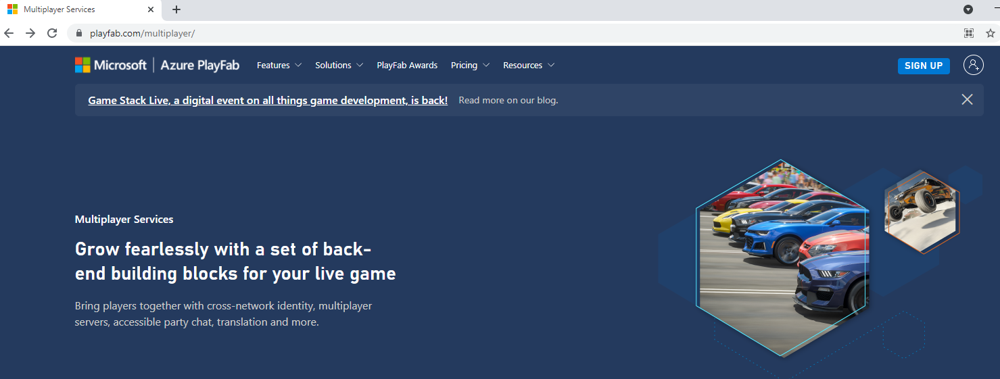 Multiplayer Services
playfab.com/multiplayer/
Microsoft | Azure PlayFab Features Solutions PlayFab Awards Pricing Resources SIGN UP
Game Stack Live, a digital event on all things game development, is back! Read more on our blog.
Multiplayer Services
Grow fearlessly with a set of back-
end building blocks for your live game
Bring players together with cross-network identity, multiplayer
servers, accessible party chat, translation and more.